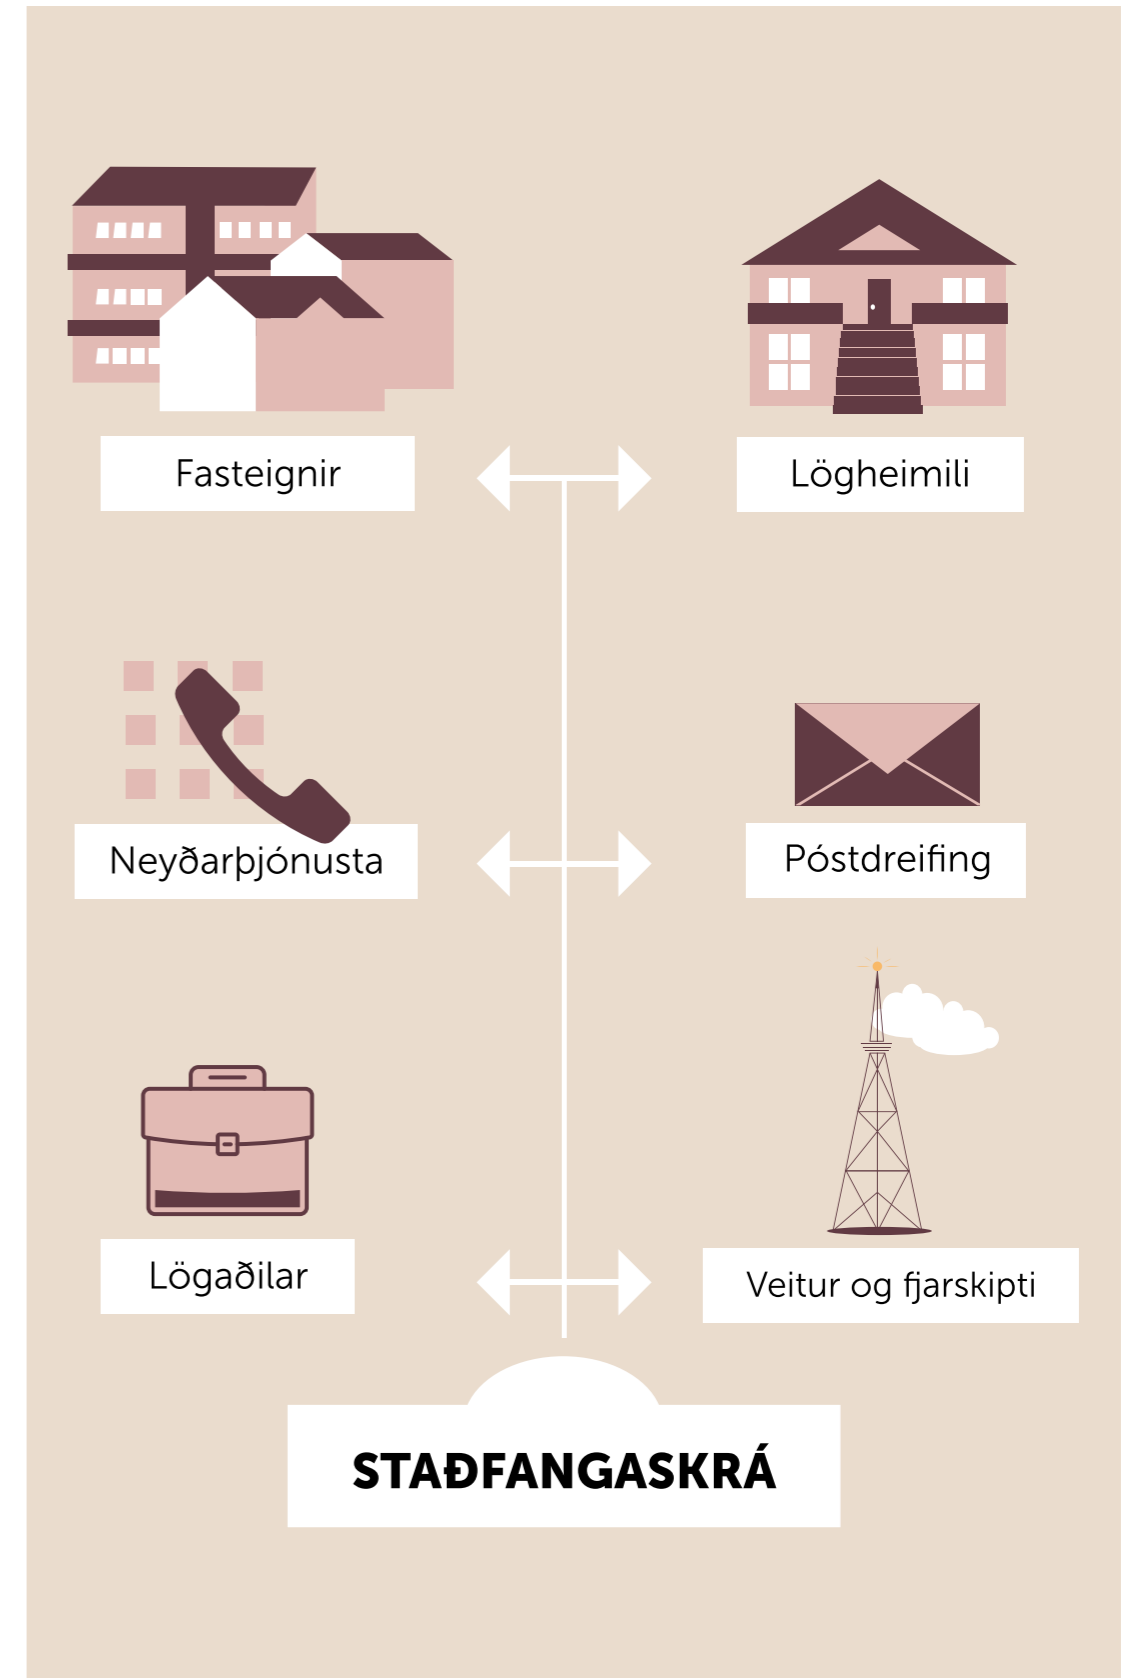 Fasteignir
Lögheimili
Neyðarþjónusta
Póstdreifing
Lögaðilar
Veitur og fjarskipti
STAÐFANGASKRÁ